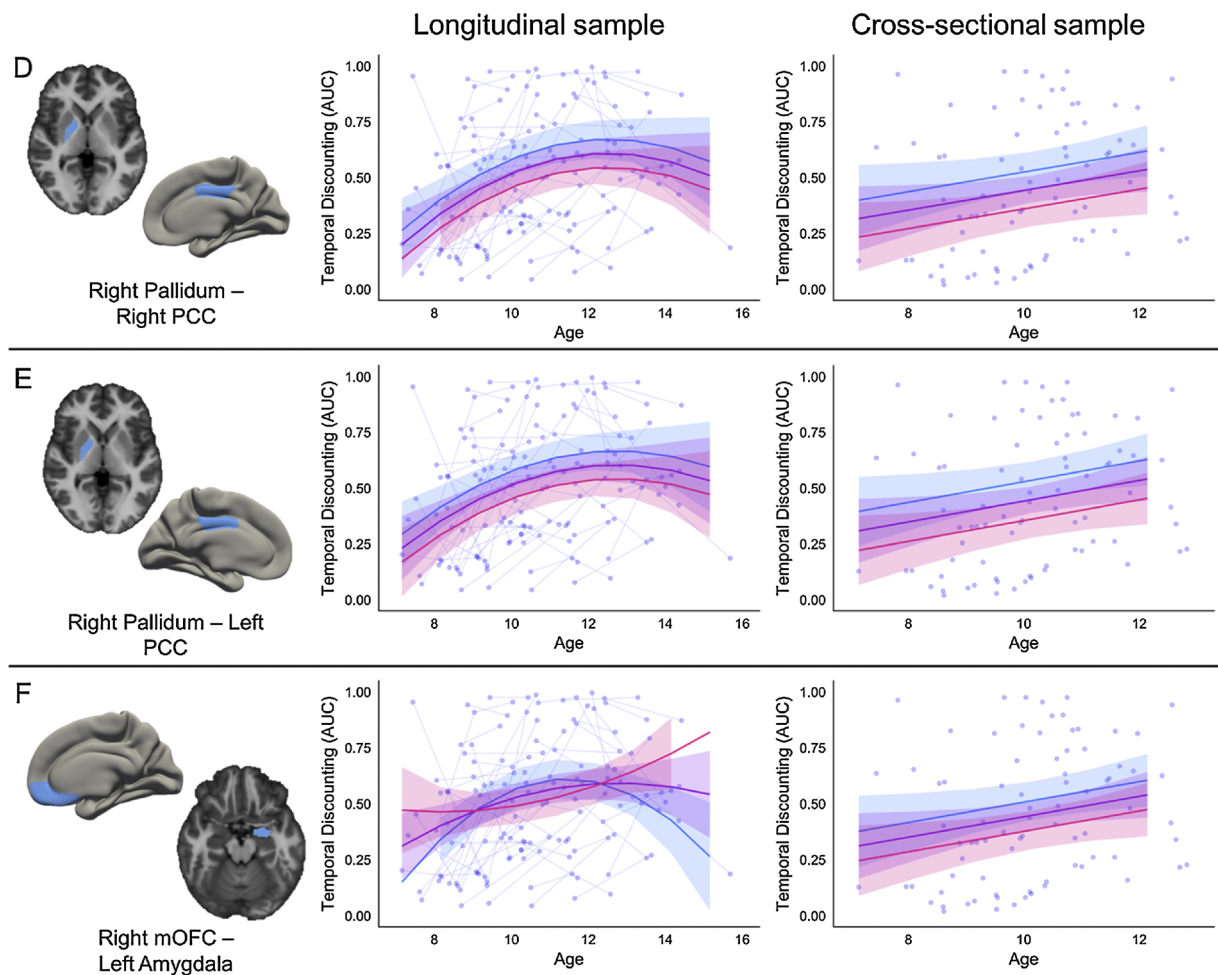 Longitudinal sample
Cross-sectional sample
D
Right Pallidum –
Right PCC
Temporal Discounting (AUC)
1.00
0.75
0.50
0.25
0.00
8
10
12
14
16
Age
Temporal Discounting (AUC)
1.00
0.75
0.50
0.25
0.00
8
10
12
Age
E
Right Pallidum – Left
PCC
Temporal Discounting (AUC)
1.00
0.75
0.50
0.25
0.00
8
10
12
14
16
Age
Temporal Discounting (AUC)
1.00
0.75
0.50
0.25
0.00
8
10
12
Age
F
Right mOFC –
Left Amygdala
Temporal Discounting (AUC)
1.00
0.75
0.50
0.25
0.00
8
10
12
14
16
Age
Temporal Discounting (AUC)
1.00
0.75
0.50
0.25
0.00
8
10
12
Age